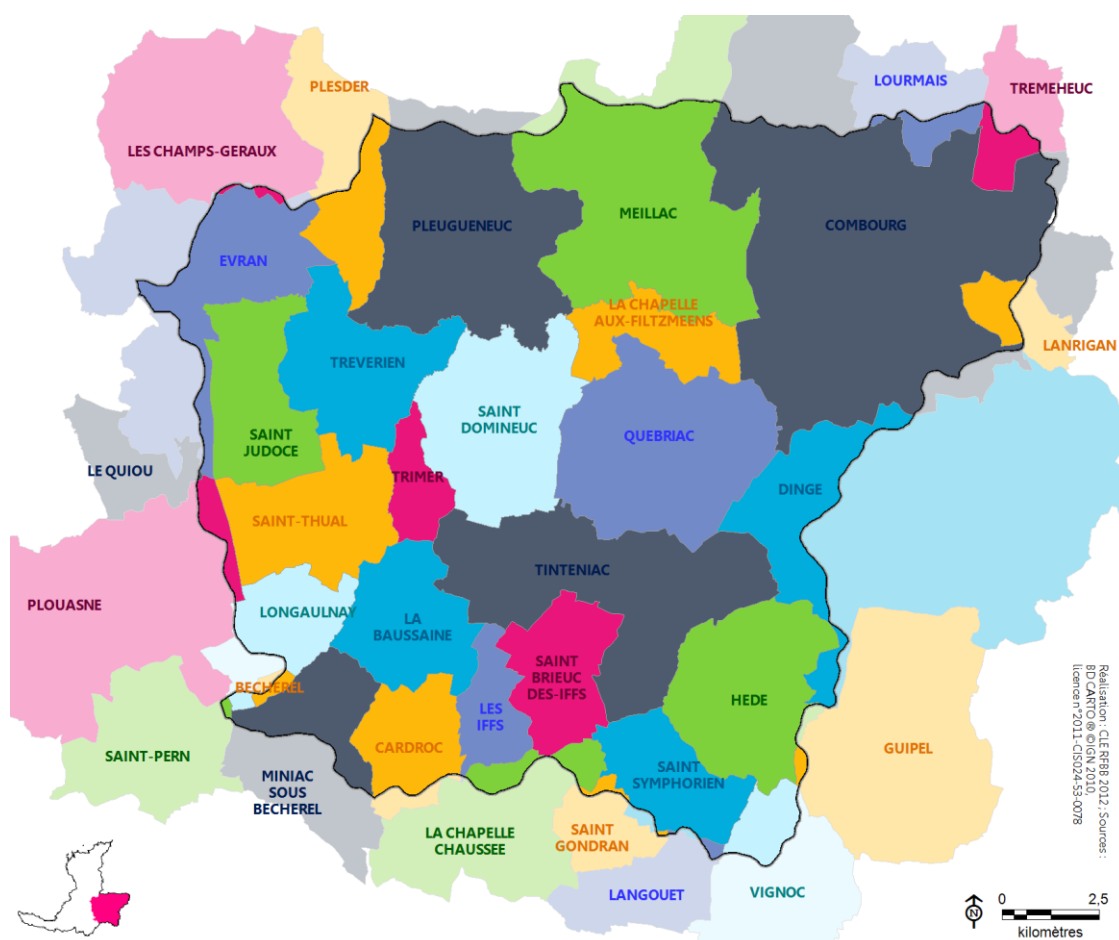 LOURMAIS
PLESDER
TREMEHEUC
LES CHAMPS-GERAUX
MEILLAC
PLEUGUENEUC
COMBOURG
EVRAN
LA CHAPELLE
AUX-FILTZMEENS
LANRIGAN
TREVERIEN
SAINT
DOMINEUC
SAINT
JUDOCE
QUEBRIAC
LE QUIOU
TRIMER
DINGE
SAINT-THUAL
TINTENIAC
PLOUASNE
LONGAULNAY
LA
BAUSSAINE
SAINT
BRIEUC
DES-IFFS
BECHEREL
HEDE
LES
IFFS
CARDROC
GUIPEL
SAINT-PERN
SAINT
SYMPHORIEN
MINIAC
SOUS
BECHEREL
LA CHAPELLE
CHAUSSEE
SAINT
GONDRAN
LANGOUET
VIGNOC
Réalisation : CLE RFBB 2012 ; Sources :
BD CARTO ® ©IGN 2010,
licence n°2011-CISO24-53-0078
N
0 2,5
kilomètres